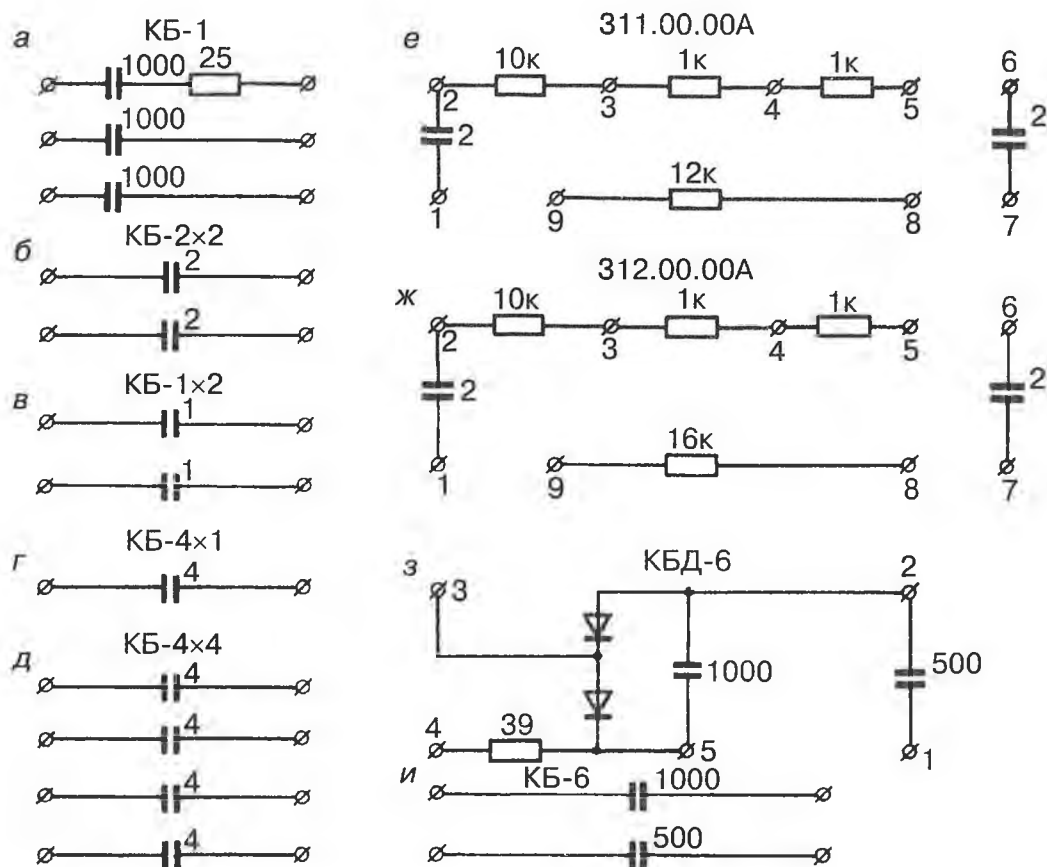 а
КБ-1
1000 25
1000
1000
б
КБ-2×2
2
2
в
КБ-1×2
1
1
г
КБ-4×1
4
д
КБ-4×4
4
4
4
4
е
311.00.00А
10к 1к 1к
2 3 4 5 6
2 2
12к
1 9 8 7
ж
312.00.00А
10к 1к 1к
2 3 4 5 6
2 2
16к
1 9 8 7
з
КБД-6
3 2
1000 500
4 39 5 1
и
КБ-6 1000
500